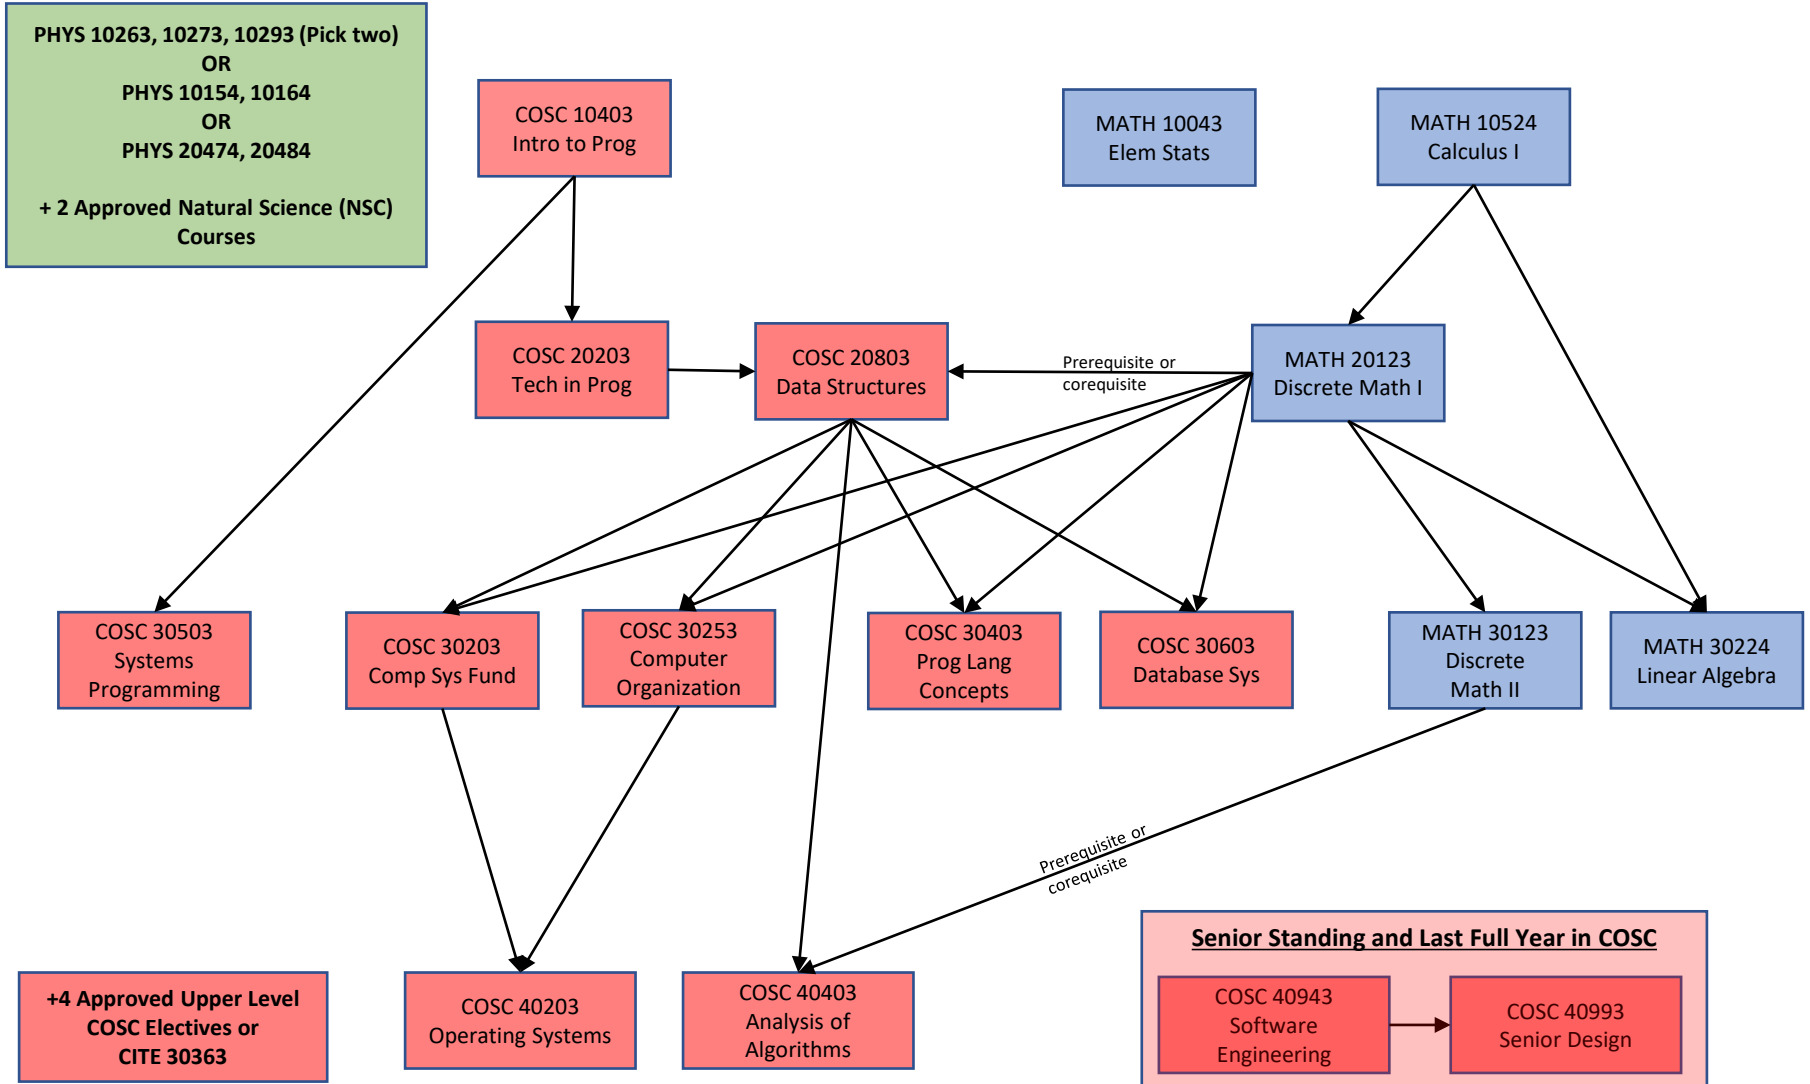 PHYS 10263, 10273, 10293 (Pick two)
OR
PHYS 10154, 10164
OR
PHYS 20474, 20484
+ 2 Approved Natural Science (NSC)
Courses
COSC 10403
Intro to Prog
MATH 10043
Elem Stats
MATH 10524
Calculus I
COSC 20203
Tech in Prog
COSC 20803
Data Structures
Prerequisite or
corequisite
MATH 20123
Discrete Math I
COSC 30503
Systems
Programming
COSC 30203
Comp Sys Fund
COSC 30253
Computer
Organization
COSC 30403
Prog Lang
Concepts
COSC 30603
Database Sys
MATH 30123
Discrete
Math II
MATH 30224
Linear Algebra
Prerequisite or
corequisite
+4 Approved Upper Level
COSC Electives or
CITE 30363
COSC 40203
Operating Systems
COSC 40403
Analysis of
Algorithms
Senior Standing and Last Full Year in COSC
COSC 40943
Software
Engineering
COSC 40993
Senior Design